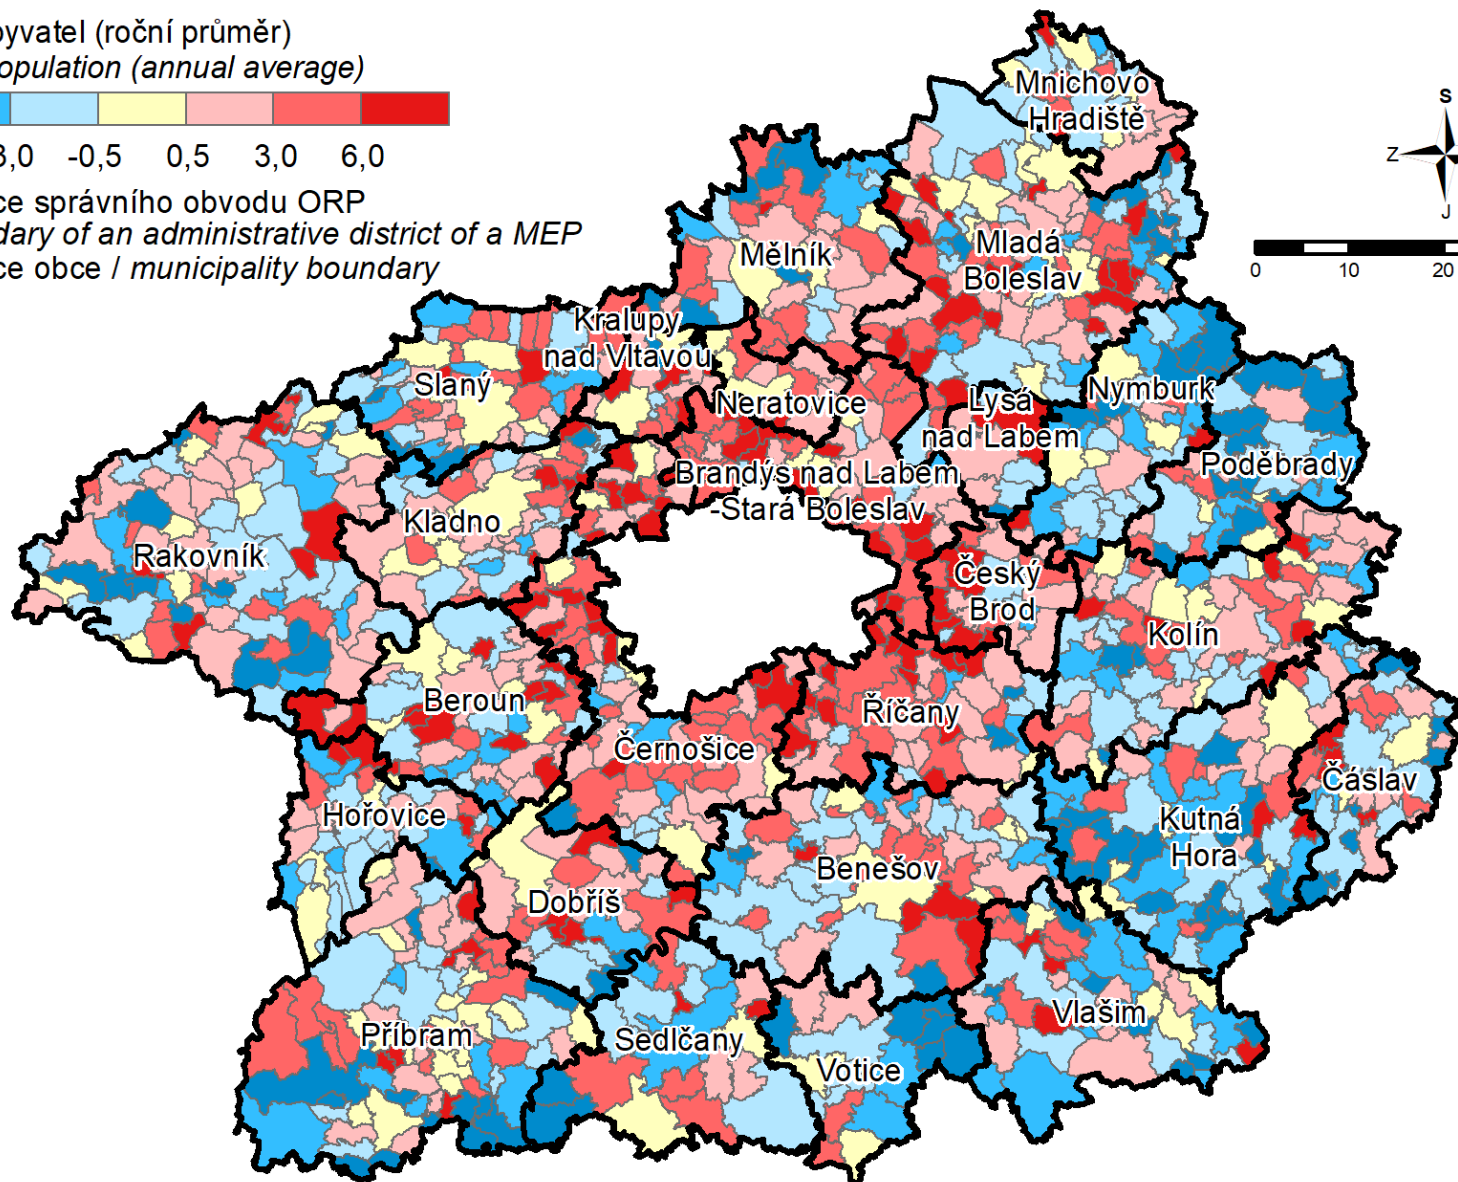 byvatel (roční průměr)
opulation (annual average)
3,0 -0,5 0,5 3,0 6,0
ce správního obvodu ORP
dary of an administrative district of a MEP
ce obce / municipality boundary
S
Z
J
0 10 20
Mnichovo
Hradiště
Mělník
Mladá
Boleslav
Kralupy
nad Vltavou
Slaný
Neratovice
Lysá
nad Labem
Nymburk
Poděbrady
Brandýs nad Labem
-Stará Boleslav
Kladno
Rakovník
Český
Brod
Kolín
Beroun
Říčany
Černošice
Čáslav
Hořovice
Kutná
Hora
Benešov
Dobříš
Vlašim
Příbram
Sedlčany
Votice